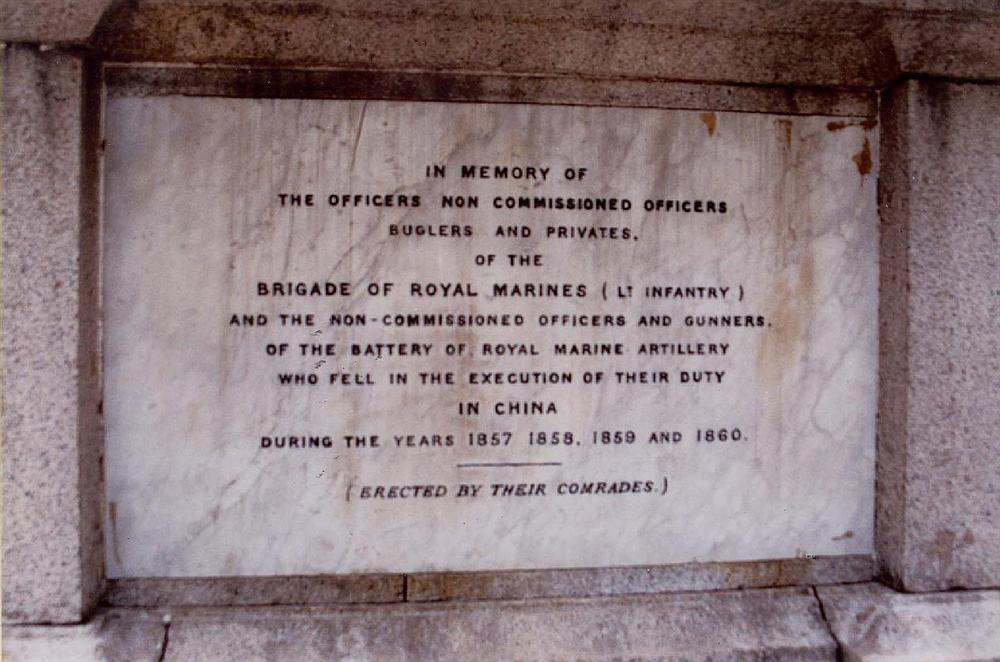 IN MEMORY OF
THE OFFICERS NON COMMISSIONED OFFICERS
BUGLERS AND PRIVATES,
OF THE
BRIGADE OF ROYAL MARINES ( LT INFANTRY )
AND THE NON-COMMISSIONED OFFICERS AND GUNNERS,
OF THE BATTERY OF ROYAL MARINE ARTILLERY
WHO FELL IN THE EXECUTION OF THEIR DUTY
IN CHINA
DURING THE YEARS 1857 1858, 1859 AND 1860.
(ERECTED BY THEIR COMRADES.)